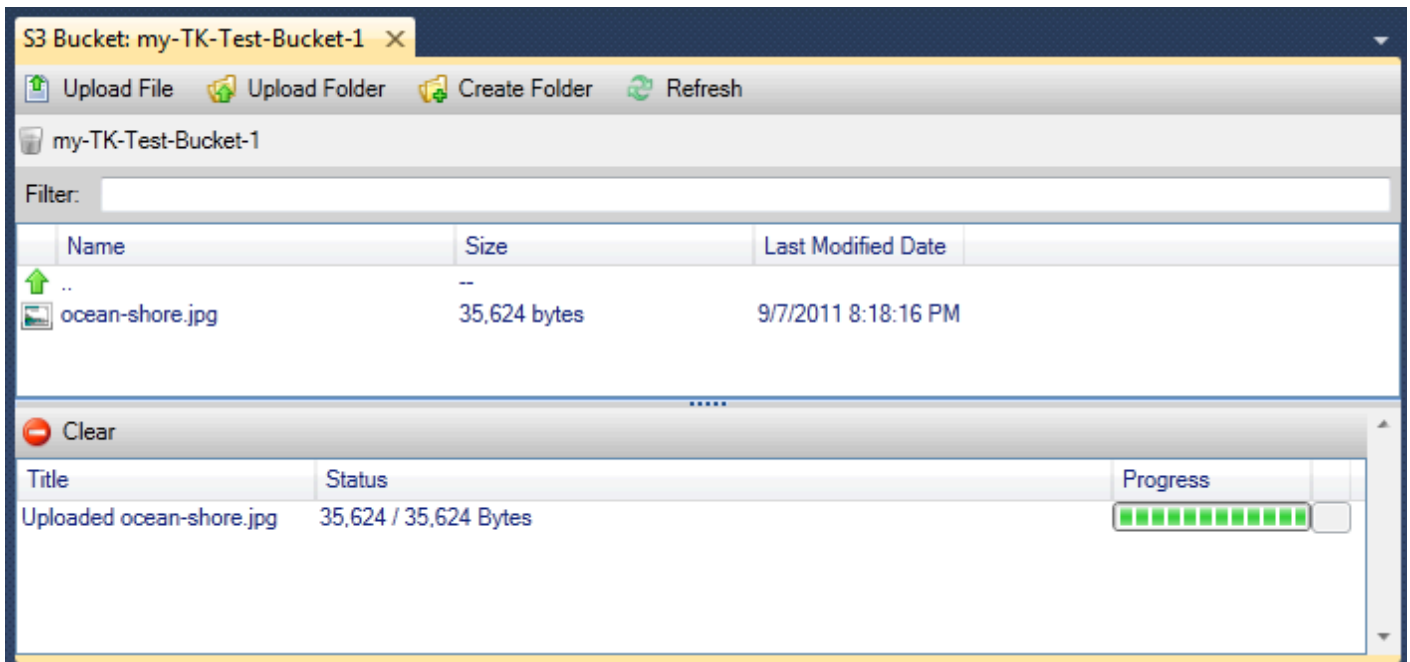 S3 Bucket: my-TK-Test-Bucket-1
Upload File Upload Folder Create Folder Refresh
my-TK-Test-Bucket-1
Filter:
Name Size Last Modified Date
.. --
ocean-shore.jpg 35,624 bytes 9/7/2011 8:18:16 PM
Clear
Title Status Progress
Uploaded ocean-shore.jpg 35,624 / 35,624 Bytes